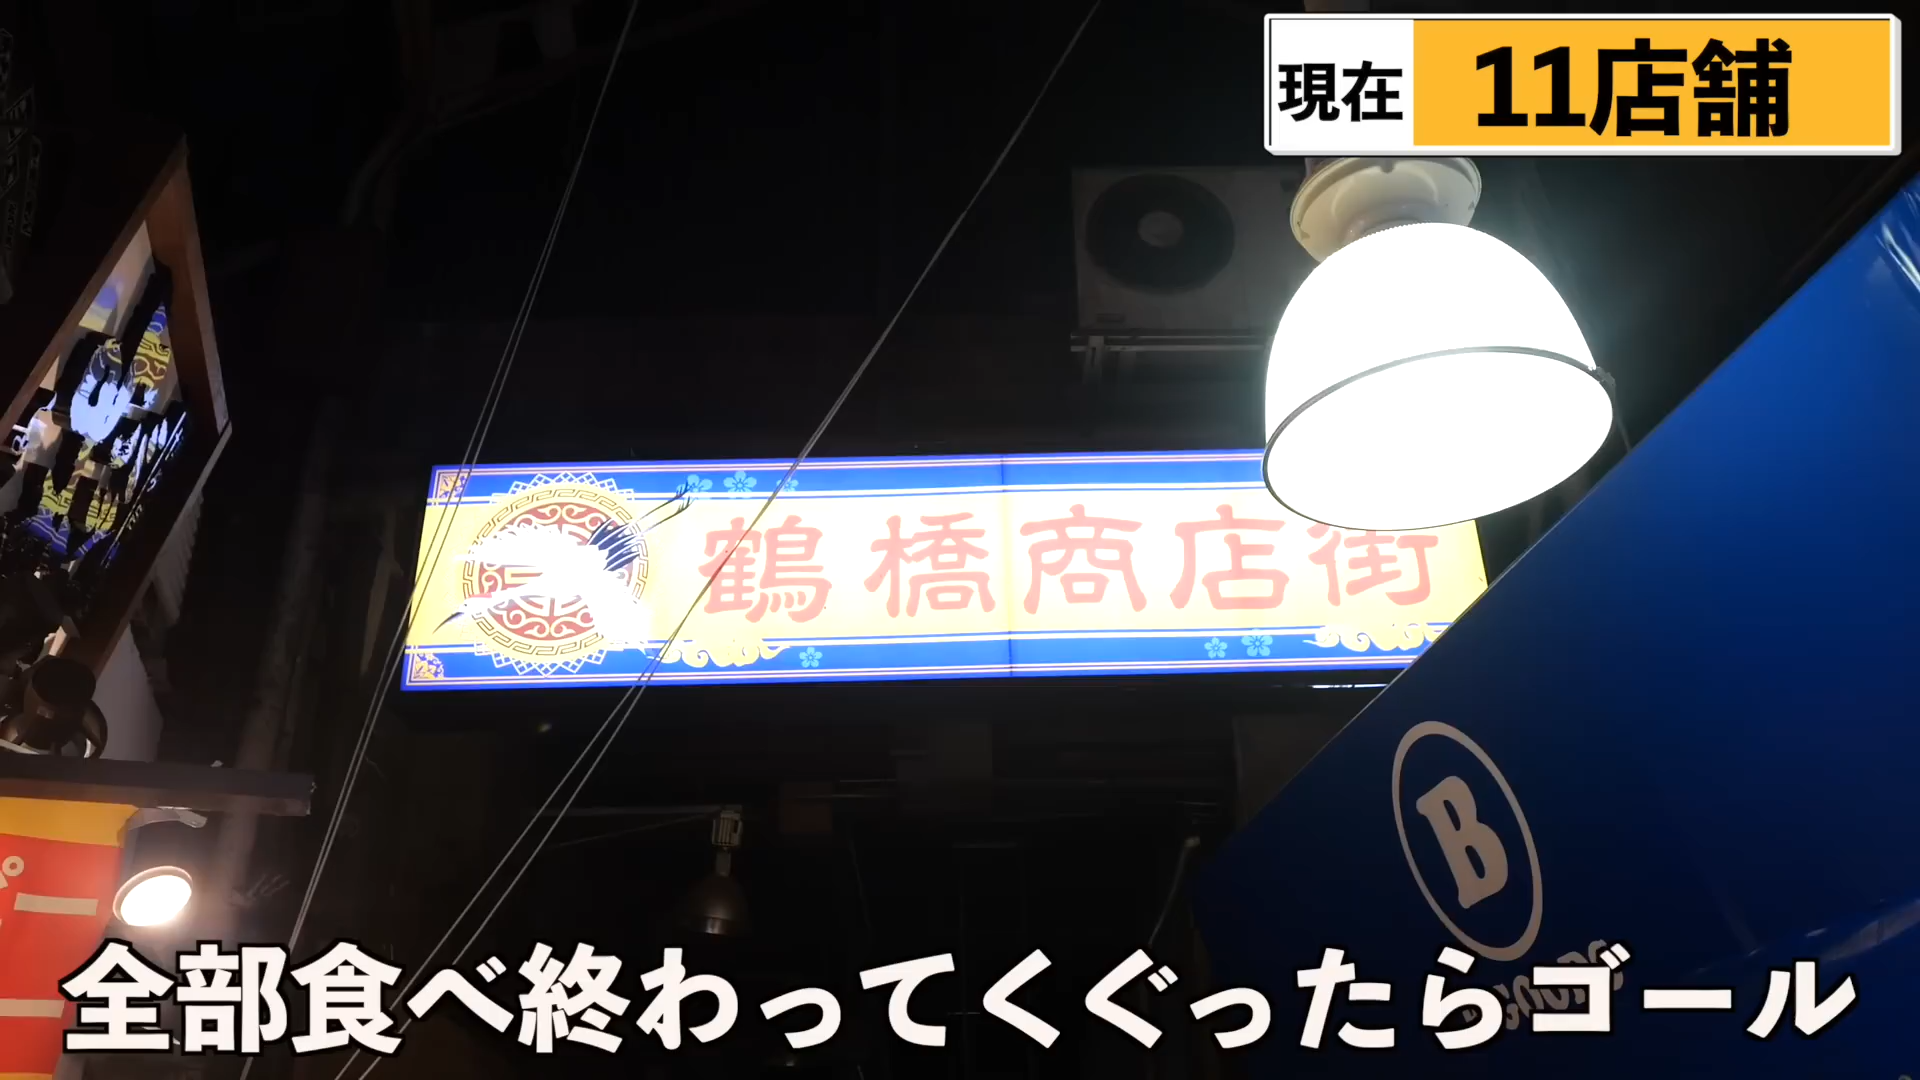 現在 11店舗
鶴橋商店街
B
全部食べ終わってくぐったらゴール